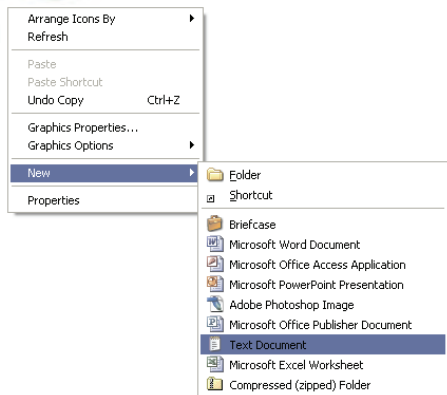 Arrange Icons By
Refresh
Paste
Paste Shortcut
Undo Copy Ctrl+Z
Graphics Properties...
Graphics Options
New
Properties
Folder
Shortcut
Briefcase
Microsoft Word Document
Microsoft Office Access Application
Microsoft PowerPoint Presentation
Adobe Photoshop Image
Microsoft Office Publisher Document
Text Document
Microsoft Excel Worksheet
Compressed (zipped) Folder